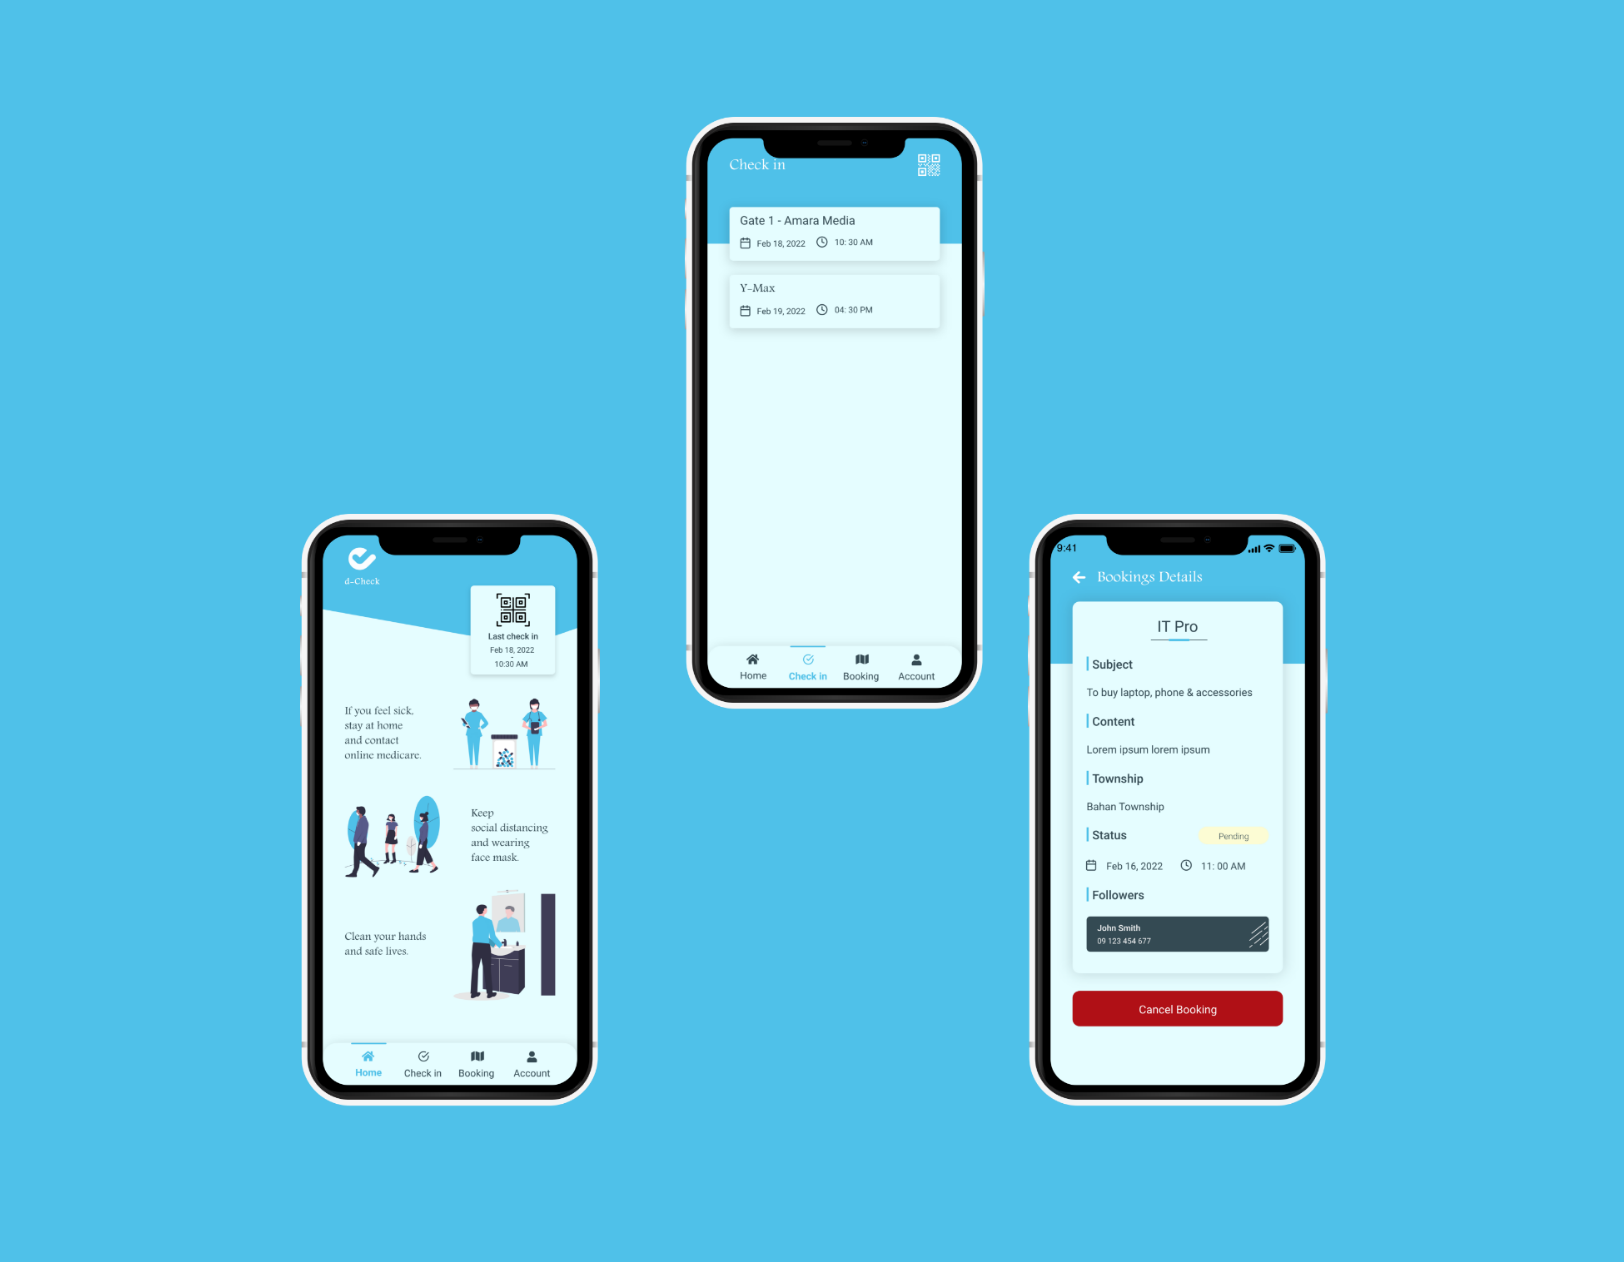 Check in
Gate 1 - Amara Media
Feb 18, 2022 10: 30 AM
Y-Max
Feb 19, 2022 04: 30 PM
Home Check in Booking Account
d-Check
Last check in
Feb 18, 2022
-
10:30 AM
If you feel sick,
stay at home
and contact
online medicare.
Keep
social distancing
and wearing
face mask.
Clean your hands
and safe lives.
Home Check in Booking Account
9:41
Bookings Details
IT Pro
Subject
To buy laptop, phone & accessories
Content
Lorem ipsum lorem ipsum
Township
Bahan Township
Status Pending
Feb 16, 2022 11: 00 AM
Followers
John Smith
09 123 454 677
Cancel Booking